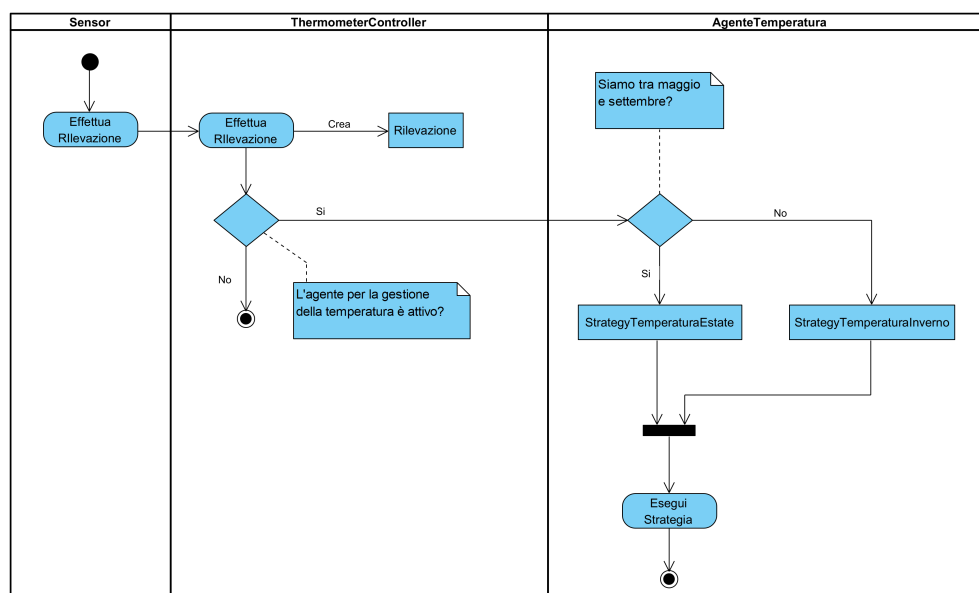 Sensor
ThermometerController
AgenteTemperatura
Effettua
RIlevazione
Effettua
RIlevazione
Crea
Rilevazione
Si
No
L'agente per la gestione
della temperatura è attivo?
Siamo tra maggio
e settembre?
No
Si
StrategyTemperaturaEstate
StrategyTemperaturaInverno
Esegui
Strategia